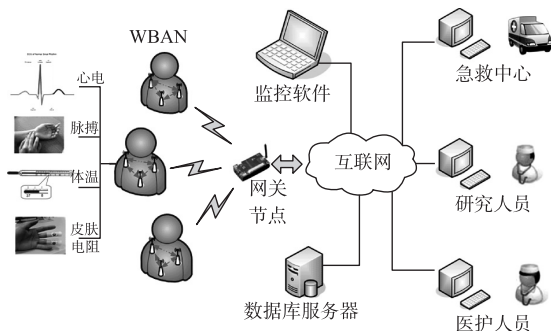 WBAN
心电
脉搏
体温
皮肤
电阻
网关
节点
监控软件
互联网
数据库服务器
急救中心
研究人员
医护人员